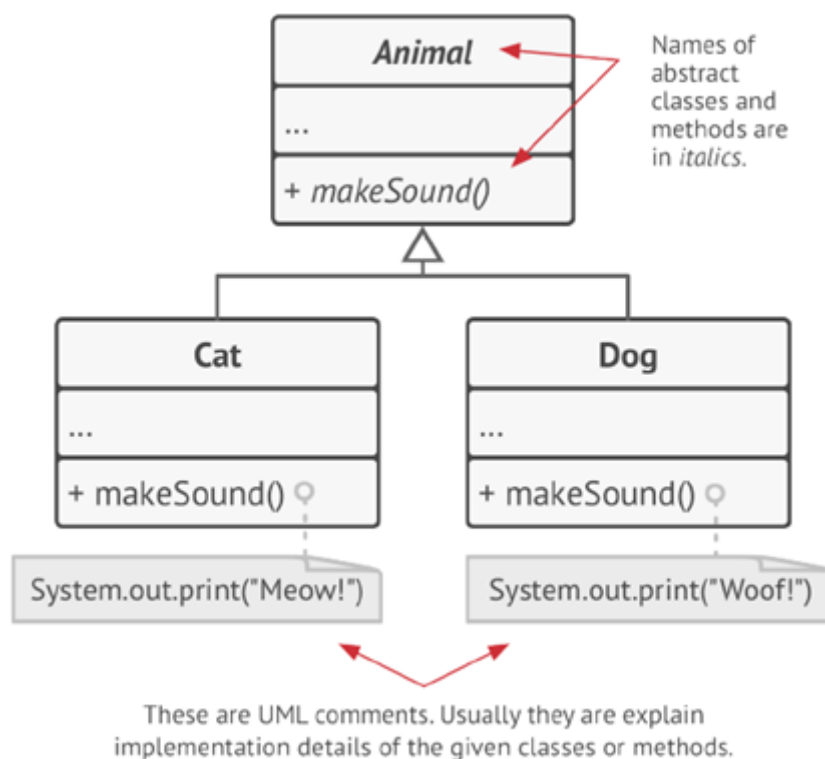 Animal
...
+ makeSound()
Names of
abstract
classes and
methods are
in italics.
Cat
...
+ makeSound()
System.out.print("Meow!")
Dog
...
+ makeSound()
System.out.print("Woof!")
These are UML comments. Usually they are explain
implementation details of the given classes or methods.